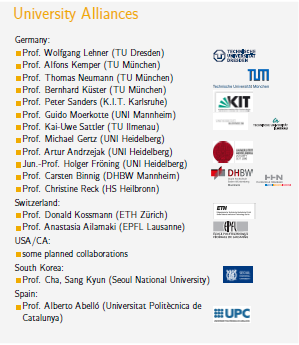 University Alliances
Germany:
Prof. Wolfgang Lehner (TU Dresden)
Prof. Alfons Kemper (TU München)
Prof. Thomas Neumann (TU München)
Prof. Bernhard Küster (TU München)
Prof. Peter Sanders (K.I.T. Karlsruhe)
Prof. Guido Moerkotte (UNI Mannheim)
Prof. Kai-Uwe Sattler (TU Ilmenau)
Prof. Michael Gertz (UNI Heidelberg)
Prof. Artur Andrzejak (UNI Heidelberg)
Jun.-Prof. Holger Fröning (UNI Heidelberg)
Prof. Carsten Binnig (DHBW Mannheim)
Prof. Christine Reck (HS Heilbronn)
Switzerland:
Prof. Donald Kossmann (ETH Zürich)
Prof. Anastasia Ailamaki (EPFL Lausanne)
USA/CA:
some planned collaborations
South Korea:
Prof. Cha, Sang Kyun (Seoul National University)
Spain:
Prof. Alberto Abelló (Universitat Politècnica de
Catalunya)
TECHNISCHE
UNIVERSITÄT
DRESDEN
TUM
Technische Universität München
KIT
DHBW
HHN
ETH
UPC